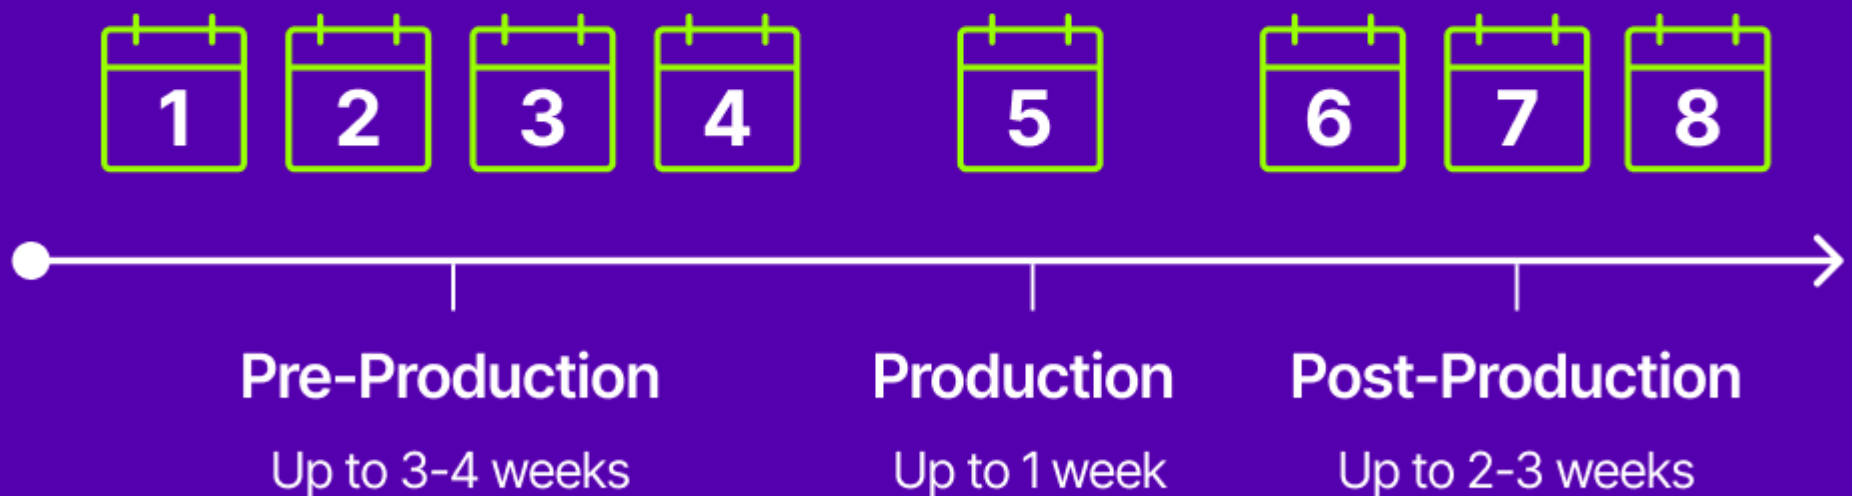 1 2 3 4 5 6 7 8
Pre-Production Production Post-Production
Up to 3-4 weeks Up to 1 week Up to 2-3 weeks